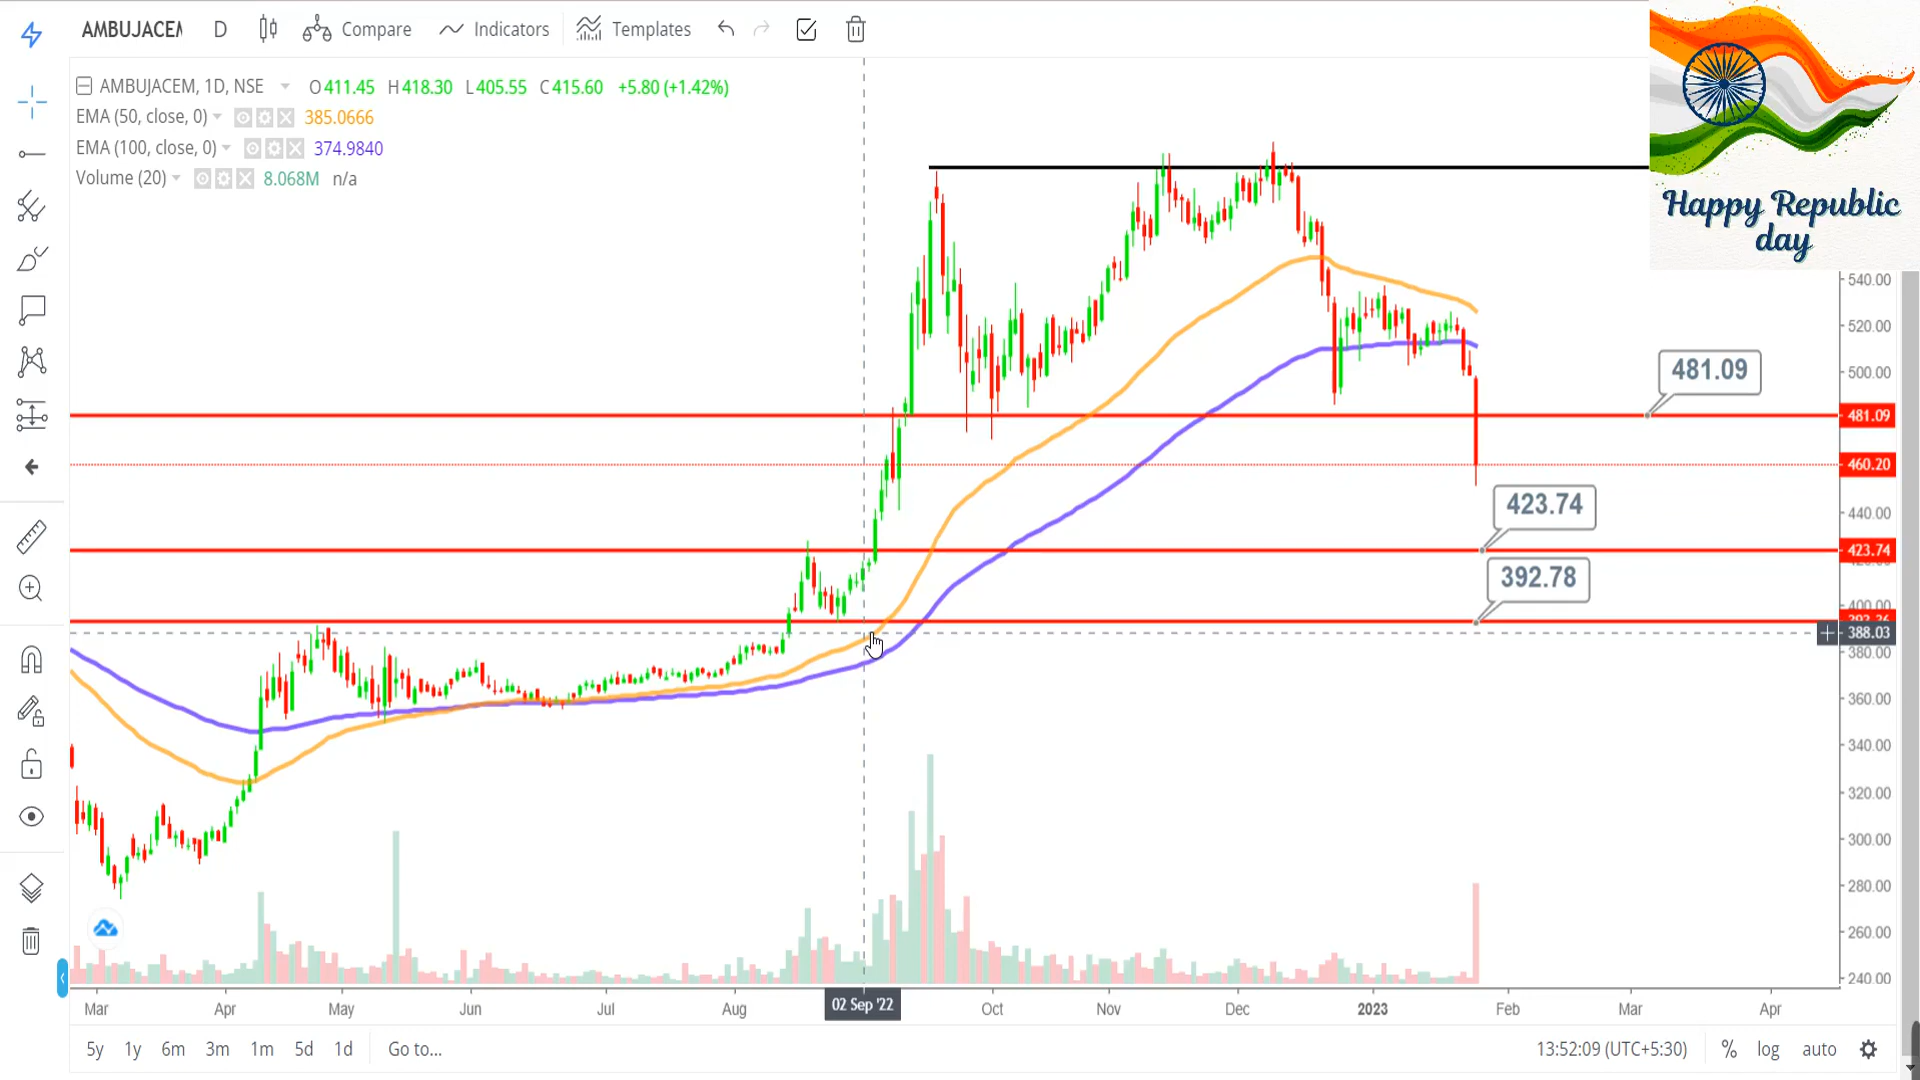 AMBUJACEM D Compare Indicators Templates
AMBUJACEM, 1D, NSE O411.45 H418.30 L405.55 C415.60 +5.80 (+1.42%)
EMA (50, close, 0) 385.0666
EMA (100, close, 0) 374.9840
Volume (20) 8.068M n/a
Happy Republic
day
540.00
520.00
500.00
481.09
481.09
460.20
423.74
440.00
423.74
392.78
400.00
388.03
380.00
360.00
340.00
320.00
300.00
280.00
260.00
240.00
Mar Apr May Jun Jul Aug 02 Sep '22 Oct Nov Dec 2023 Feb Mar Apr
5y 1y 6m 3m 1m 5d 1d Go to... 13:52:09 (UTC+5:30) % log auto